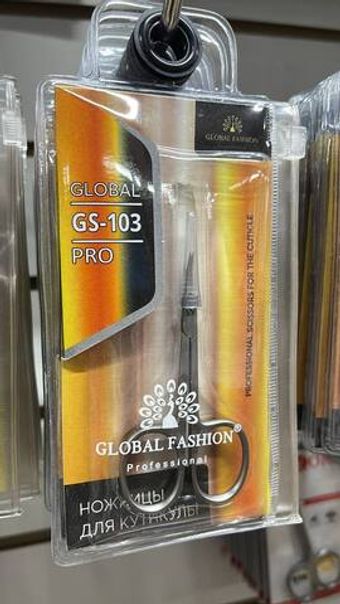 GLOBAL FASHION
GLOBAL
GS-103
PRO
PROFESSIONAL SCISSORS FOR THE CUTICLE
GLOBAL FASHION®
Professional
НОЖНИЦЫ
ДЛЯ КУТИКУЛЫ